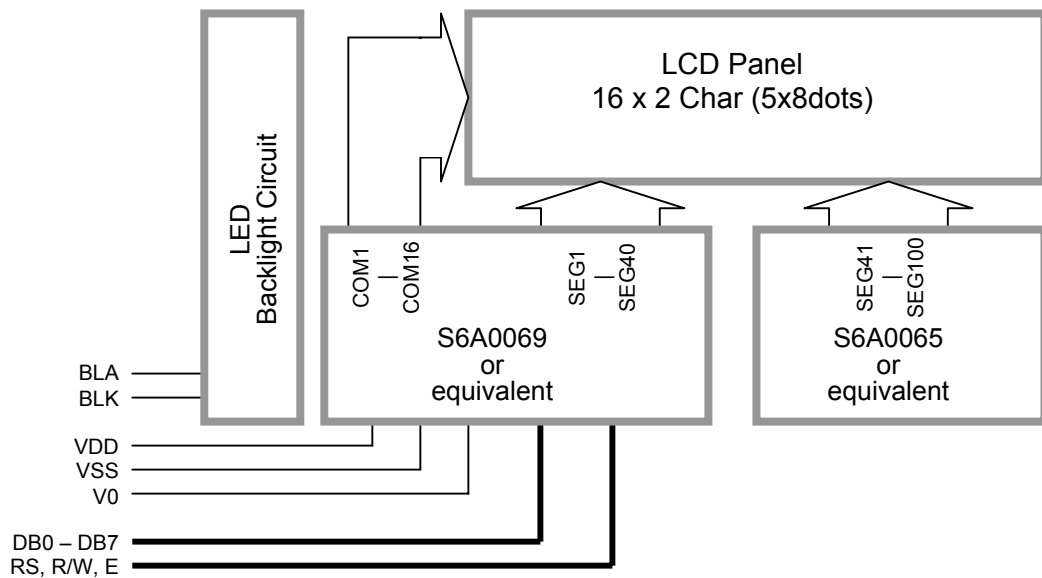 LCD Panel
16 x 2 Char (5x8dots)
LED
Backlight Circuit
COM1
—
COM16
SEG1
—
SEG40
S6A0069
or
equivalent
SEG41
—
SEG100
S6A0065
or
equivalent
BLA
BLK
VDD
VSS
V0
DB0 – DB7
RS, R/W, E